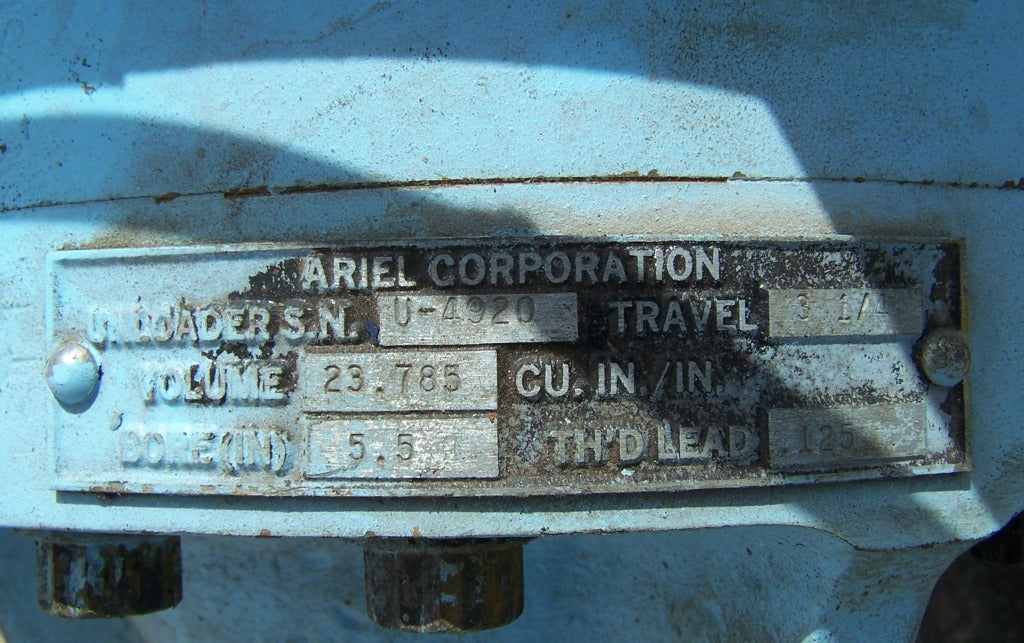 ARIEL CORPORATION
UNLOADER S.N. U-4920 TRAVEL 3 1/4
VOLUME 23.785 CU. IN./IN.
BORE(IN) 5.5 TH'D LEAD .125